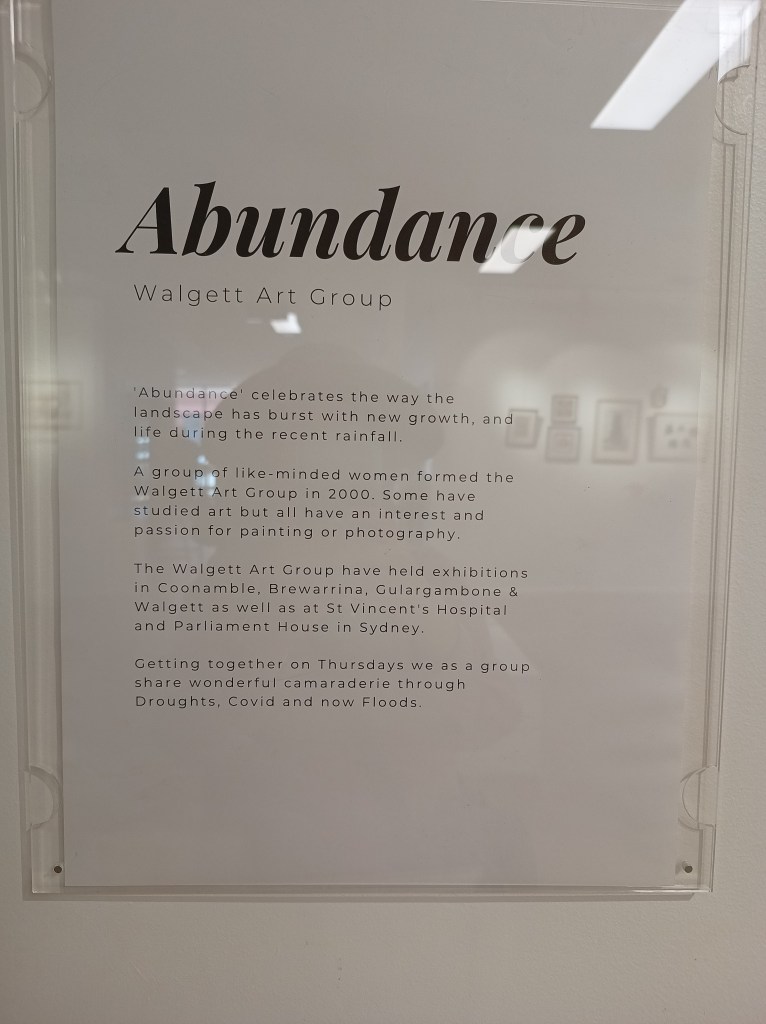 Abundance
Walgett Art Group
'Abundance' celebrates the way the
landscape has burst with new growth, and
life during the recent rainfall.
A group of like-minded women formed the
Walgett Art Group in 2000. Some have
studied art but all have an interest and
passion for painting or photography.
The Walgett Art Group have held exhibitions
in Coonamble, Brewarrina, Gulargambone &
Walgett as well as at St Vincent's Hospital
and Parliament House in Sydney.
Getting together on Thursdays we as a group
share wonderful camaraderie through
Droughts, Covid and now Floods.